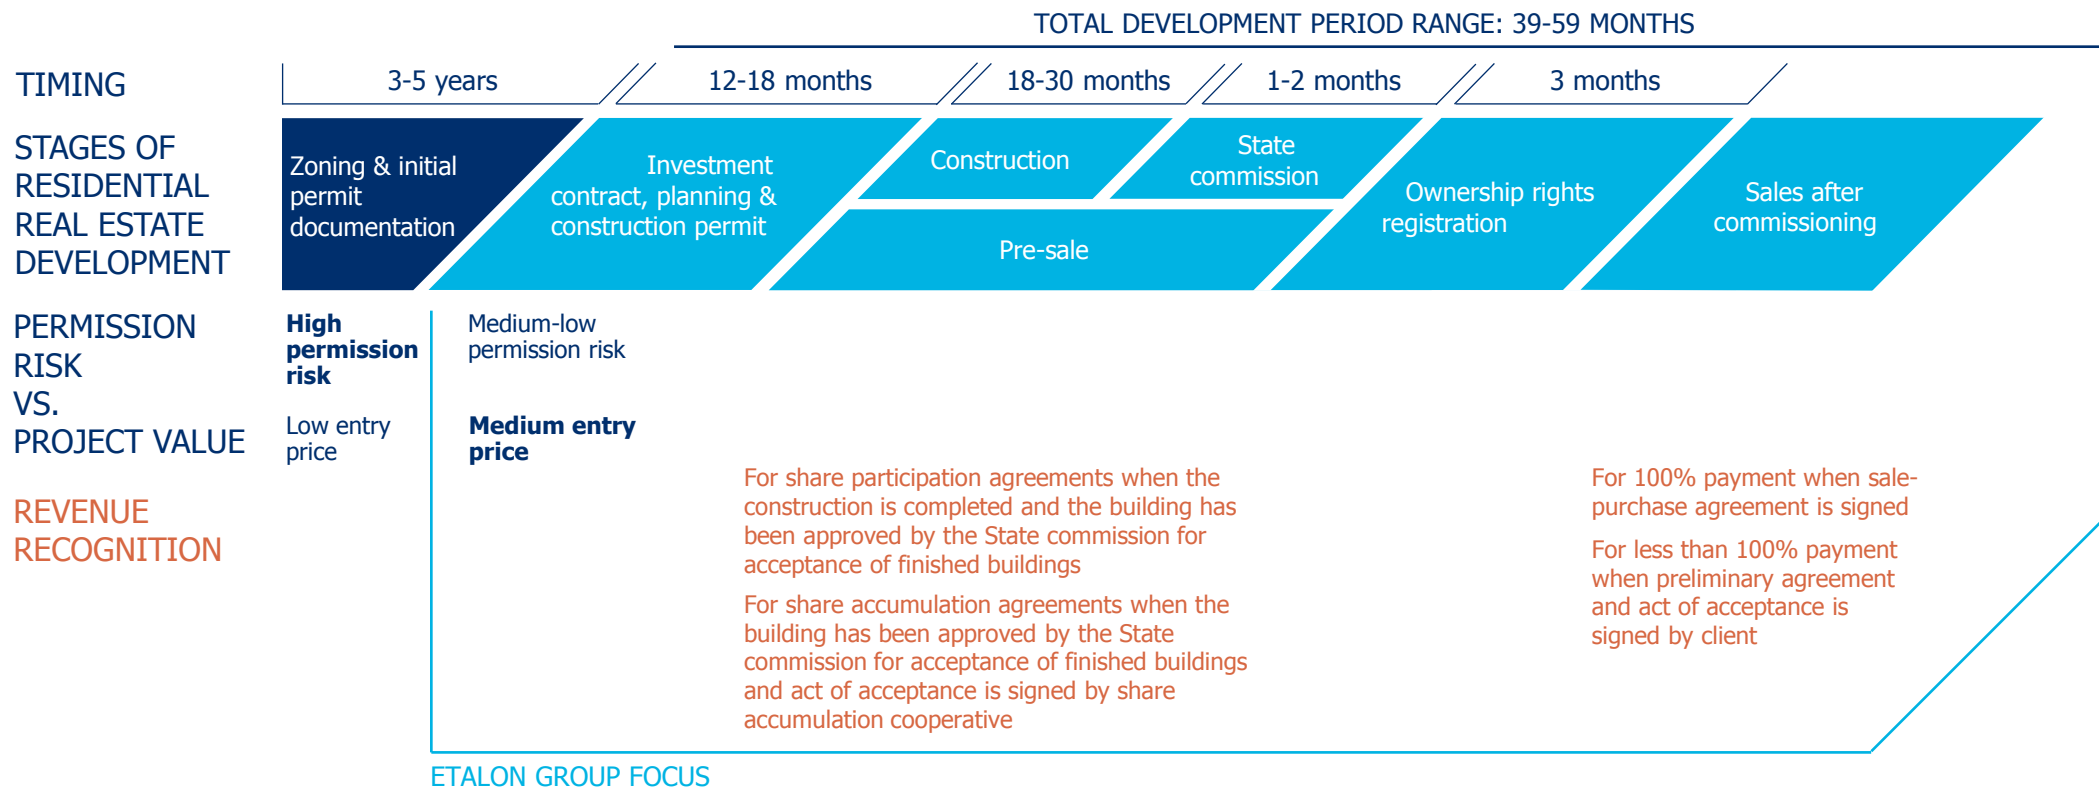 TOTAL DEVELOPMENT PERIOD RANGE: 39-59 MONTHS
TIMING
3-5 years
12-18 months
18-30 months
1-2 months
3 months
STAGES OF
RESIDENTIAL
REAL ESTATE
DEVELOPMENT
Zoning & initial
permit
documentation
Investment
contract, planning &
construction permit
Construction
State
commission
Pre-sale
Ownership rights
registration
Sales after
commissioning
PERMISSION
RISK
VS.
PROJECT VALUE
High
permission
risk
Low entry
price
Medium-low
permission risk
Medium entry
price
REVENUE
RECOGNITION
For share participation agreements when the
construction is completed and the building has
been approved by the State commission for
acceptance of finished buildings
For share accumulation agreements when the
building has been approved by the State
commission for acceptance of finished buildings
and act of acceptance is signed by share
accumulation cooperative
For 100% payment when sale-
purchase agreement is signed
For less than 100% payment
when preliminary agreement
and act of acceptance is
signed by client
ETALON GROUP FOCUS